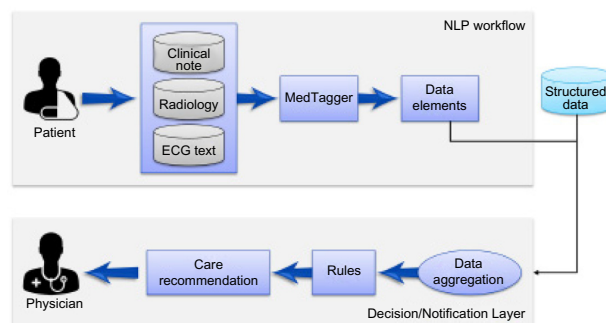 NLP workflow
Clinical
note
Radiology
ECG text
Patient
MedTagger
Data
elements
Structured
data
Physician
Care
recommendation
Rules
Data
aggregation
Decision/Notification Layer